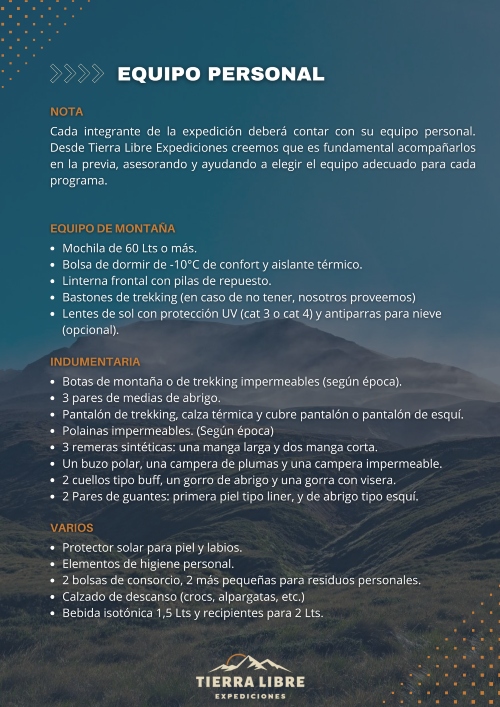 EQUIPO PERSONAL
NOTA
Cada integrante de la expedición deberá contar con su equipo personal.
Desde Tierra Libre Expediciones creemos que es fundamental acompañarlos
en la previa, asesorando y ayudando a elegir el equipo adecuado para cada
programa.
EQUIPO DE MONTAÑA
• Mochila de 60 Lts o más.
• Bolsa de dormir de -10°C de confort y aislante térmico.
• Linterna frontal con pilas de repuesto.
• Bastones de trekking (en caso de no tener, nosotros proveemos)
• Lentes de sol con protección UV (cat 3 o cat 4) y antiparras para nieve
(opcional).
INDUMENTARIA
• Botas de montaña o de trekking impermeables (según época).
• 3 pares de medias de abrigo.
• Pantalón de trekking, calza térmica y cubre pantalón o pantalón de esquí.
• Polainas impermeables. (Según época)
• 3 remeras sintéticas: una manga larga y dos manga corta.
• Un buzo polar, una campera de plumas y una campera impermeable.
• 2 cuellos tipo buff, un gorro de abrigo y una gorra con visera.
• 2 Pares de guantes: primera piel tipo liner, y de abrigo tipo esquí.
VARIOS
• Protector solar para piel y labios.
• Elementos de higiene personal.
• 2 bolsas de consorcio, 2 más pequeñas para residuos personales.
• Calzado de descanso (crocs, alpargatas, etc.)
• Bebida isotónica 1,5 Lts y recipientes para 2 Lts.
TIERRA LIBRE
EXPEDICIONES